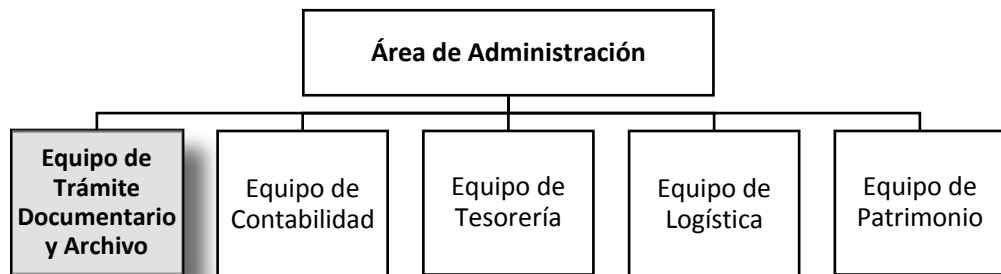 Área de Administración
Equipo de
Trámite
Documentario
y Archivo
Equipo de
Contabilidad
Equipo de
Tesorería
Equipo de
Logística
Equipo de
Patrimonio